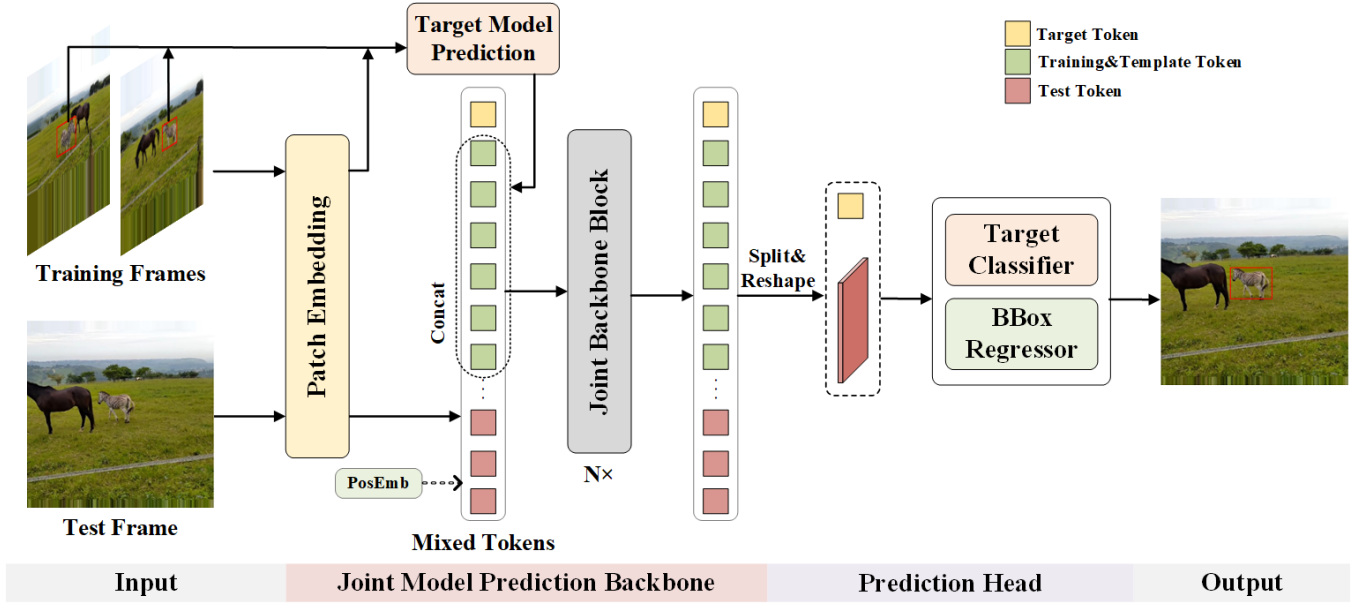 Target Model
Prediction
Target Token
Training&Template Token
Test Token
Training Frames
Test Frame
Patch Embedding
PosEmb
Concat
Mixed Tokens
Joint Backbone Block
N×
Split&
Reshape
Target
Classifier
BBox
Regressor
Input
Joint Model Prediction Backbone
Prediction Head
Output